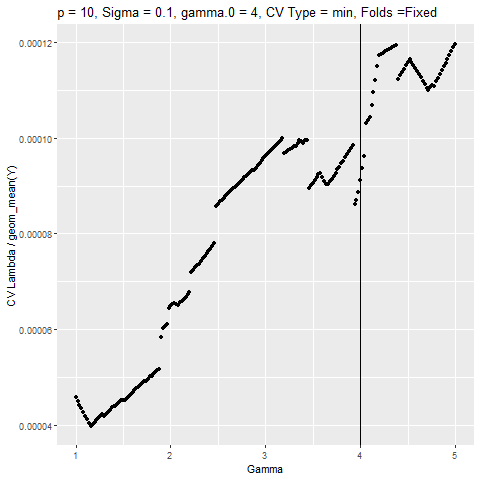 p = 10, Sigma = 0.1, gamma.0 = 4, CV Type = min, Folds =Fixed
CV Lambda / geom_mean(Y)
0.00012
0.00010
0.00008
0.00006
0.00004
1 2 3 4 5
Gamma